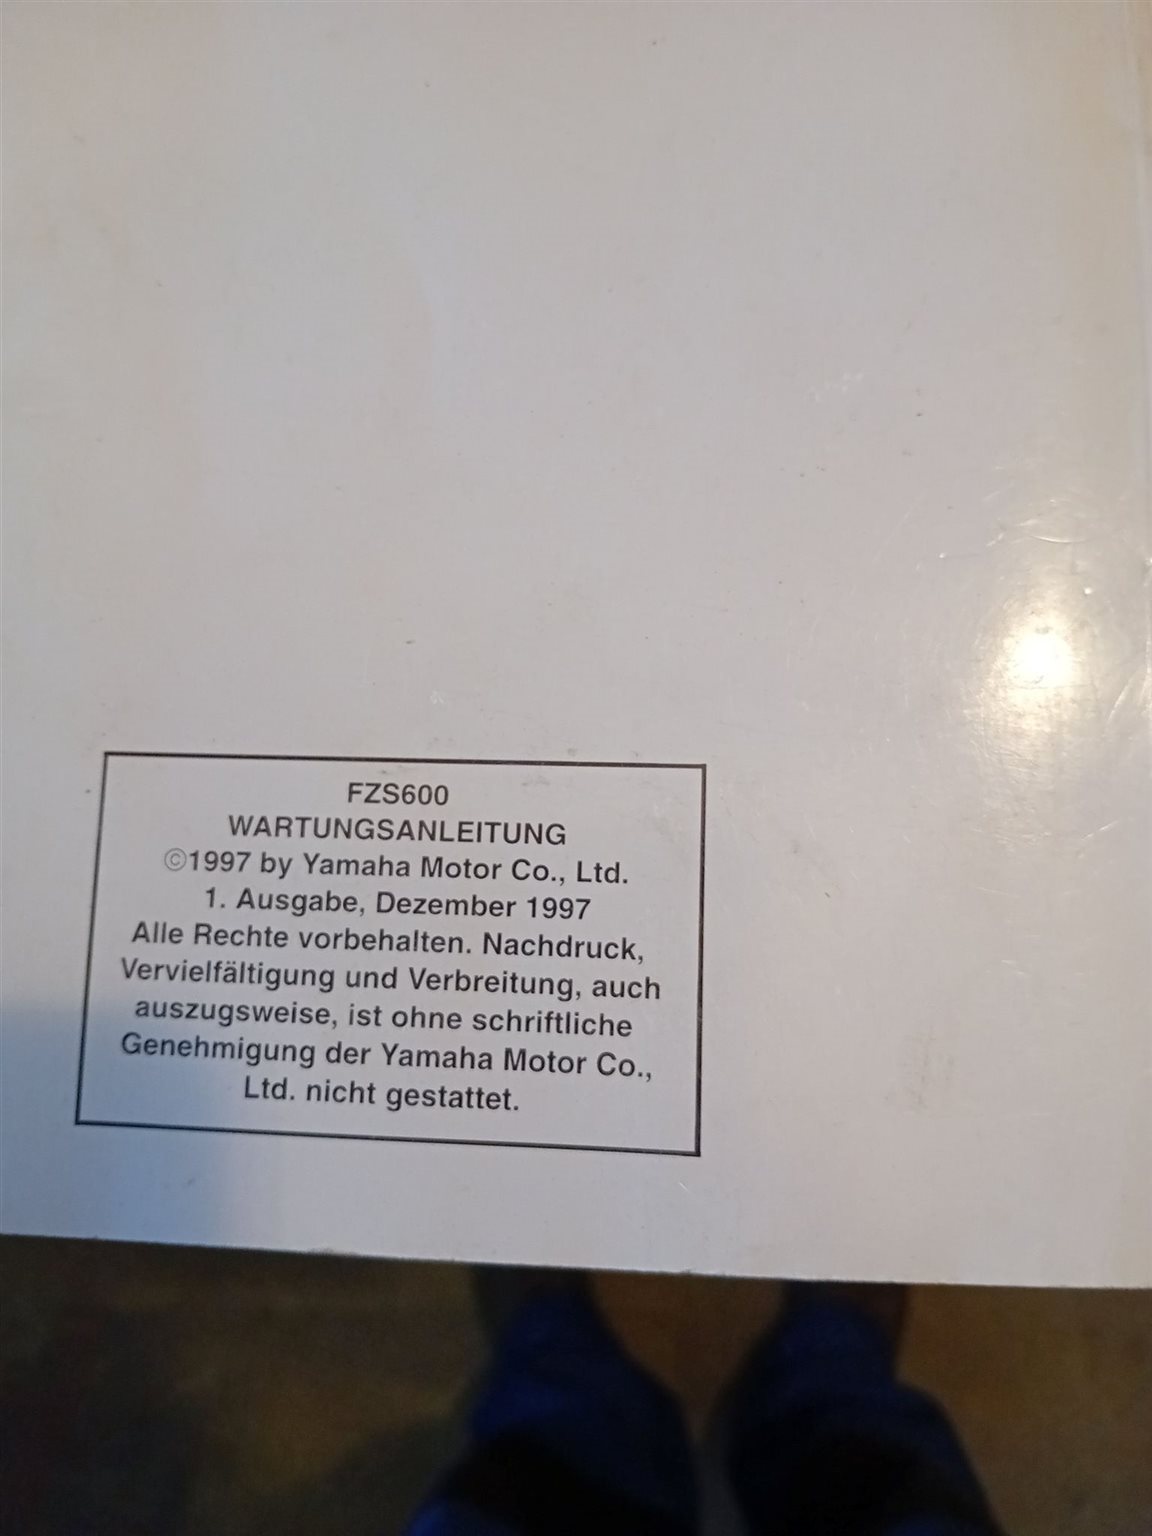 FZS600
WARTUNGSANLEITUNG
©1997 by Yamaha Motor Co., Ltd.
1. Ausgabe, Dezember 1997
Alle Rechte vorbehalten. Nachdruck,
Vervielfältigung und Verbreitung, auch
auszugsweise, ist ohne schriftliche
Genehmigung der Yamaha Motor Co.,
Ltd. nicht gestattet.